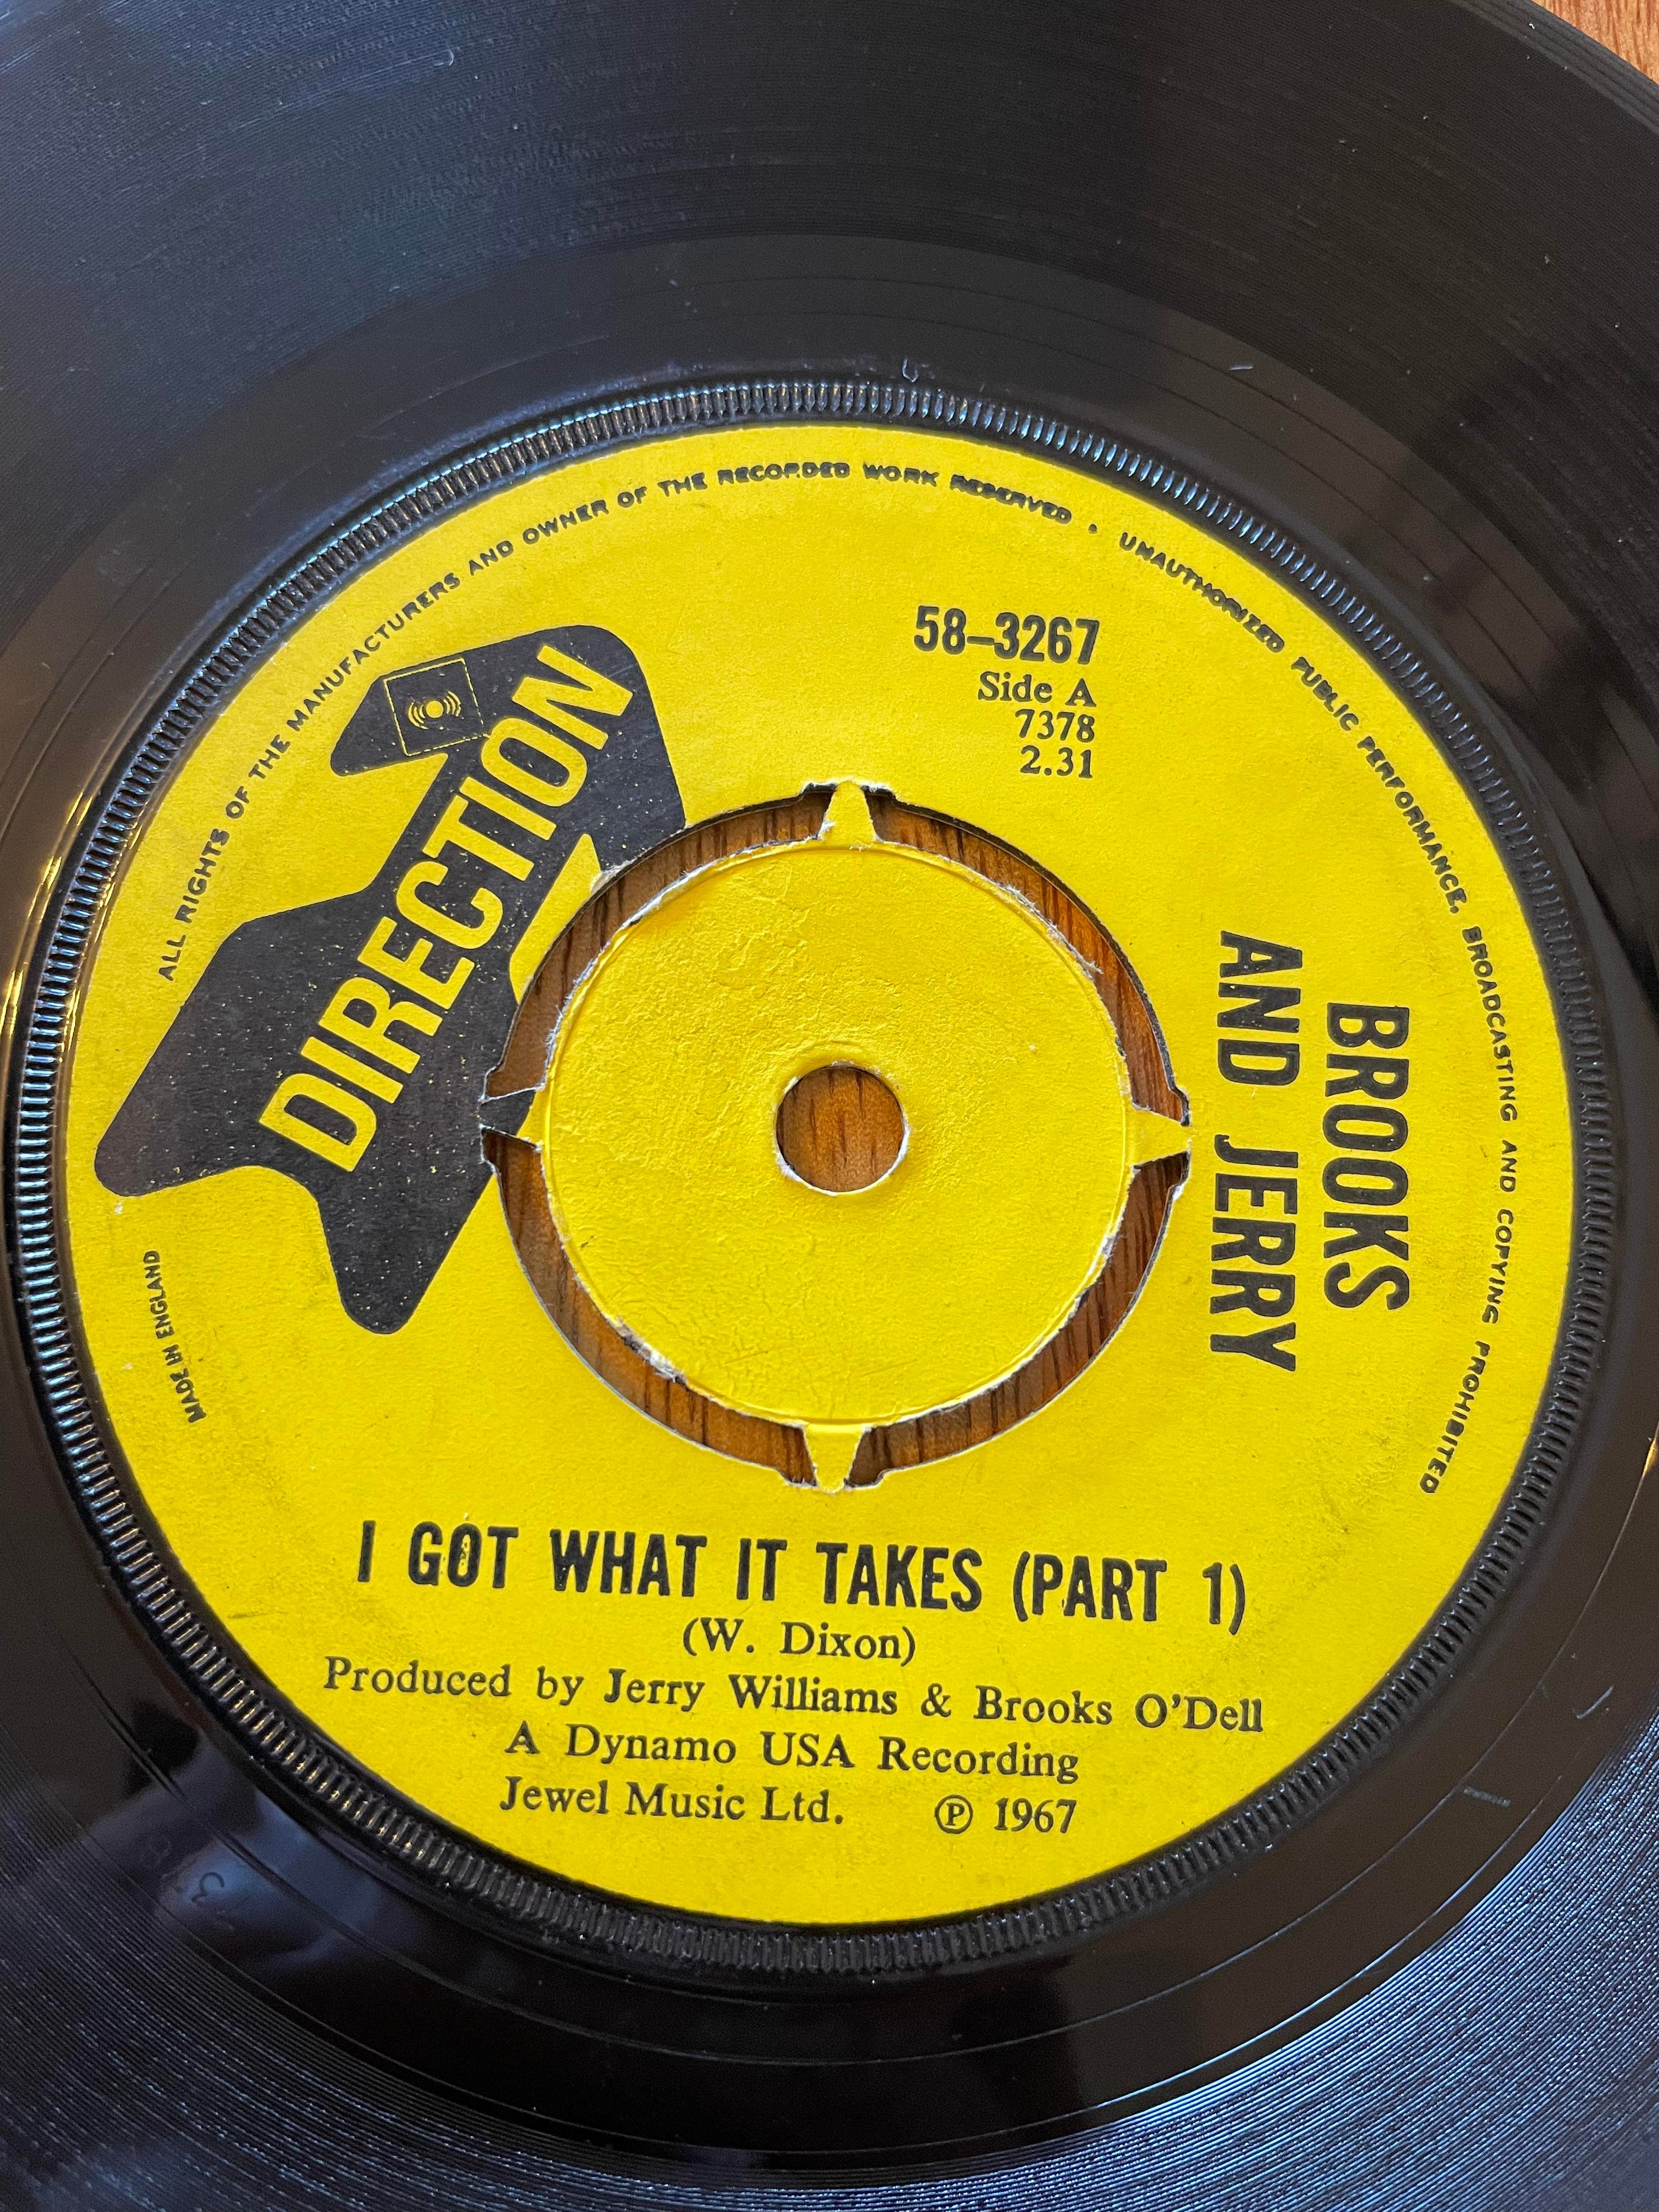 ALL RIGHTS OF THE MANUFACTURERS AND OWNER OF THE RECORDED WORK RESERVED . UNAUTHORIZED PUBLIC PERFORMANCE, BROADCASTING AND COPYING PROHIBITED
DIRECTION
58–3267
Side A
7378
2.31
BROOKS
AND JERRY
MADE IN ENGLAND
I GOT WHAT IT TAKES (PART 1)
(W. Dixon)
Produced by Jerry Williams & Brooks O'Dell
A Dynamo USA Recording
Jewel Music Ltd. ℗ 1967